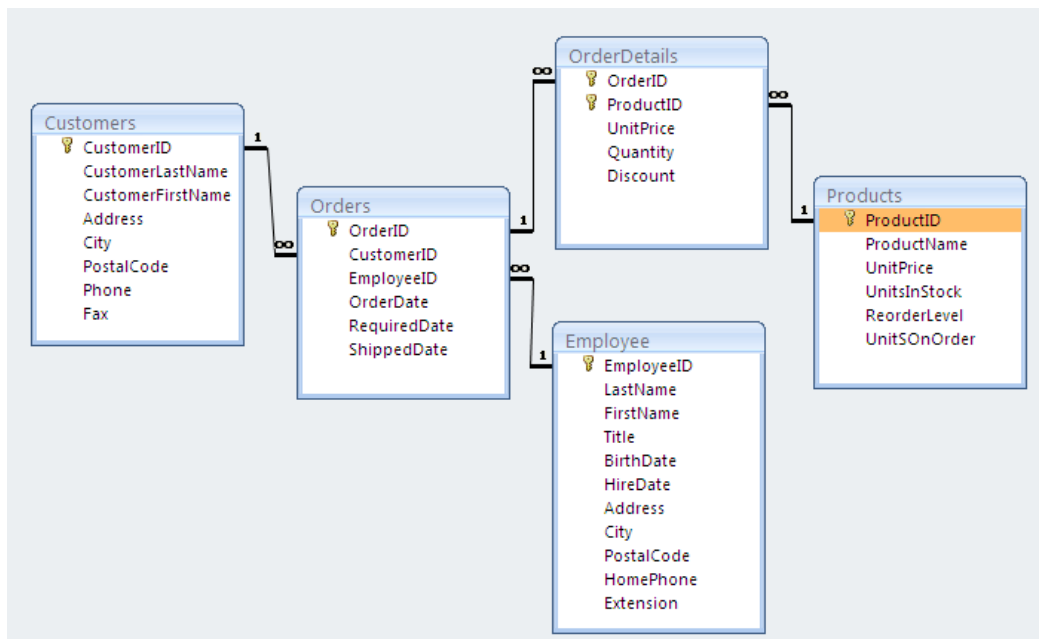 Customers
CustomerID
CustomerLastName
CustomerFirstName
Address
City
PostalCode
Phone
Fax
1
∞
Orders
OrderID
CustomerID
EmployeeID
OrderDate
RequiredDate
ShippedDate
1
∞
∞
1
OrderDetails
OrderID
ProductID
UnitPrice
Quantity
Discount
∞
1
Employee
EmployeeID
LastName
FirstName
Title
BirthDate
HireDate
Address
City
PostalCode
HomePhone
Extension
Products
ProductID
ProductName
UnitPrice
UnitsInStock
ReorderLevel
UnitSOnOrder